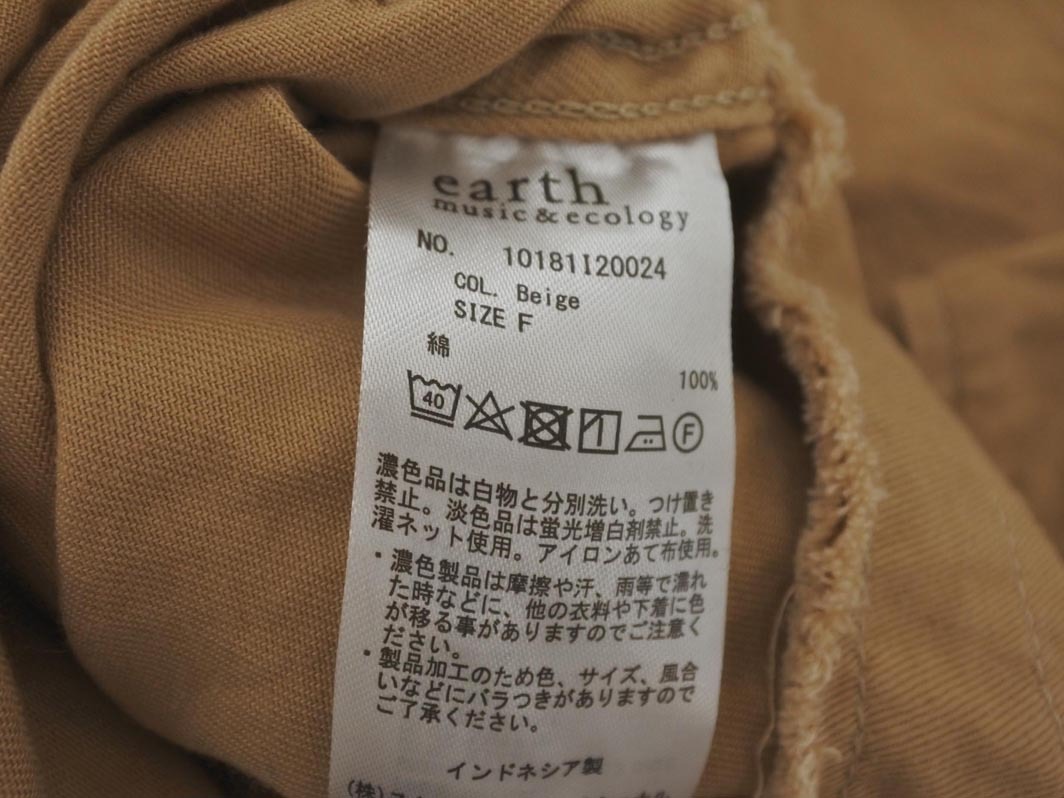 earth
music&ecology
NO. 10181I20024
COL. Beige
SIZE F
綿
100%
40 F
濃色品は白物と分別洗い。つけ置き
禁止。淡色品は蛍光増白剤禁止。洗
濯ネット使用。アイロンあて布使用。
・濃色製品は摩擦や汗、雨等で濡れ
た時などに、他の衣料や下着に色
が移る事がありますのでご注意く
ださい。
・製品加工のため色、サイズ、風合
いなどにバラつきがありますので
ご了承ください。
インドネシア製
(株)